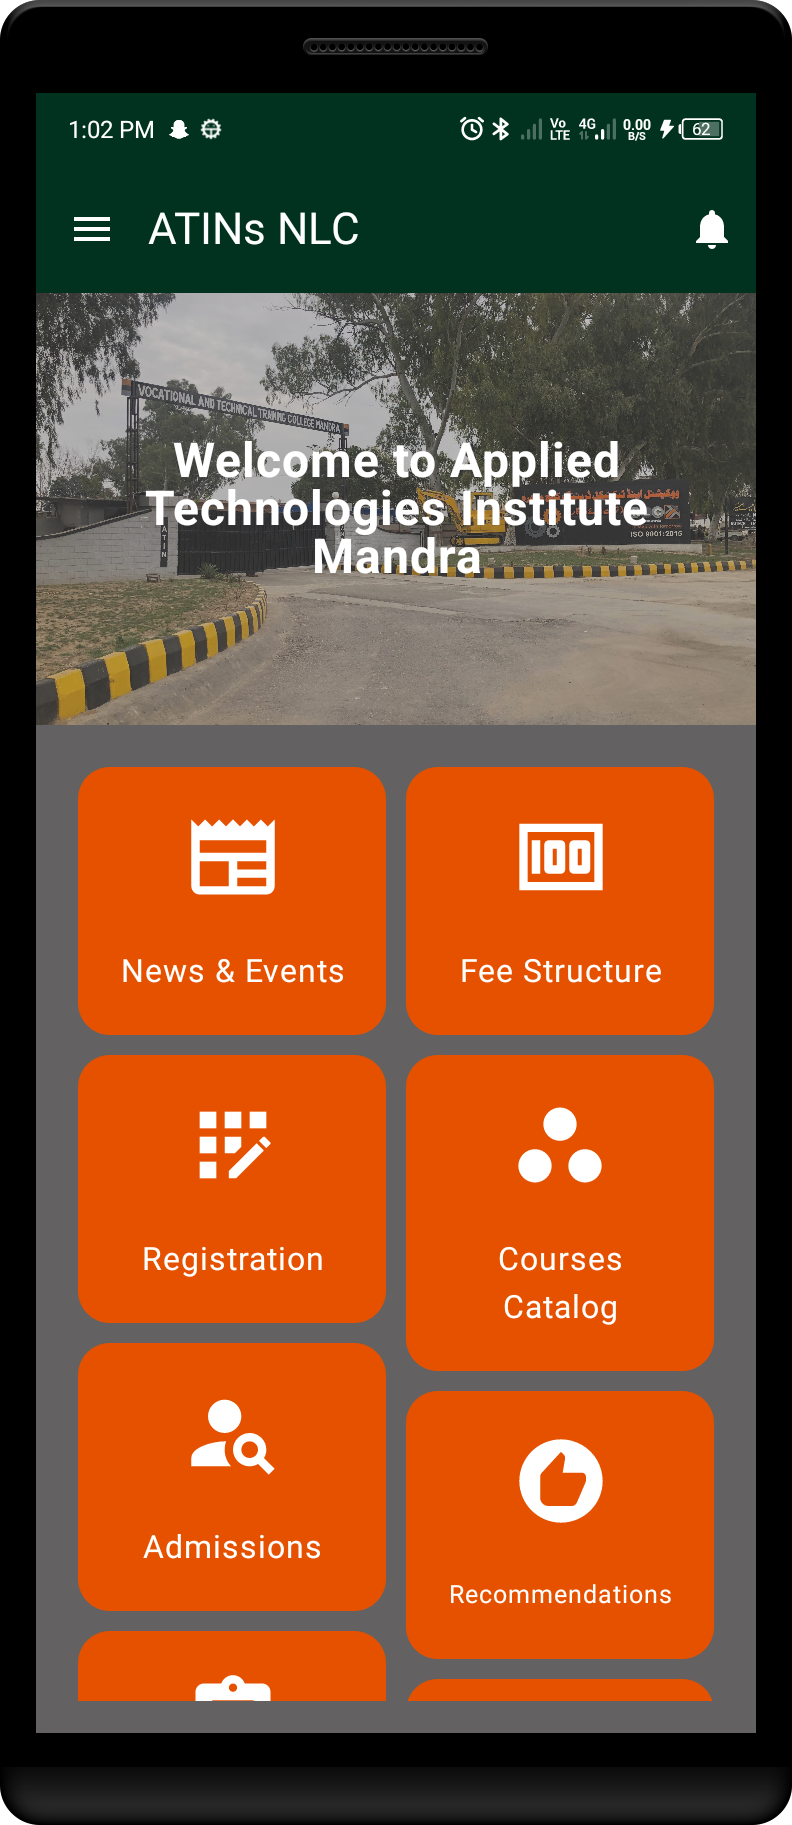 1:02 PM
Vo
LTE
4G
0.00
B/S
62
ATINs NLC
VOCATIONAL AND TECHNICAL TRAINING COLLEGE MANDRA
Welcome to Applied
Technologies Institute
Mandra
ATIN
ISO 9001:2015
100
News & Events
Fee Structure
Registration
Courses
Catalog
Admissions
Recommendations